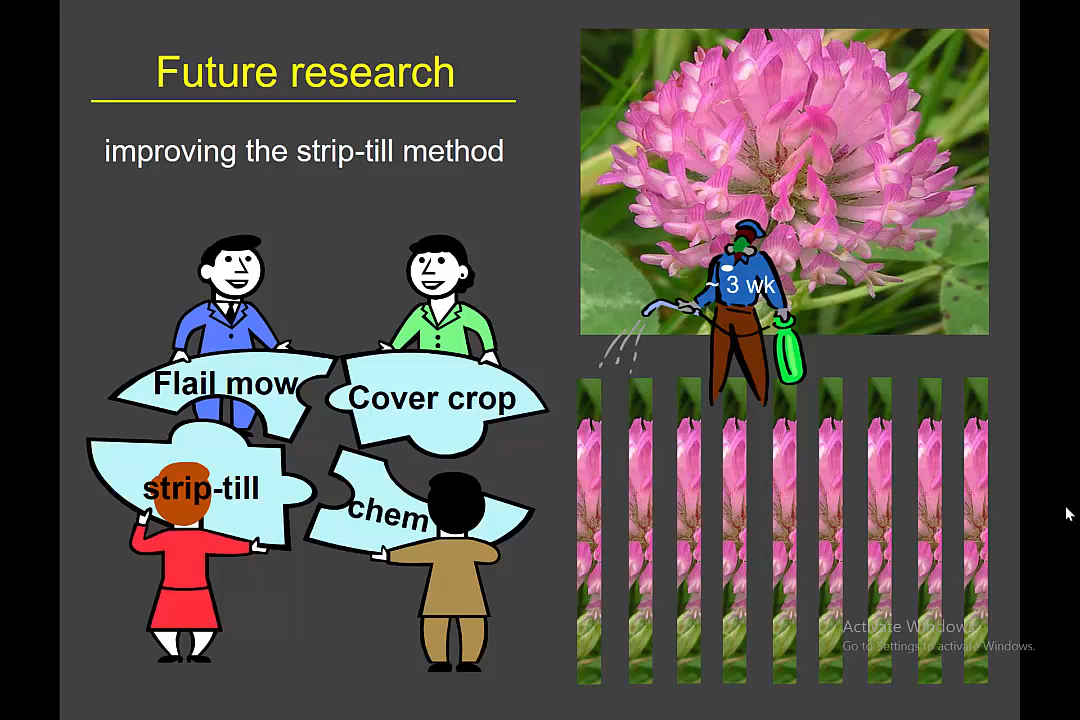 Future research
improving the strip-till method
~ 3 wk
Flail mow
Cover crop
strip-till
chem
Activate Windows
Go to Settings to activate Windows.